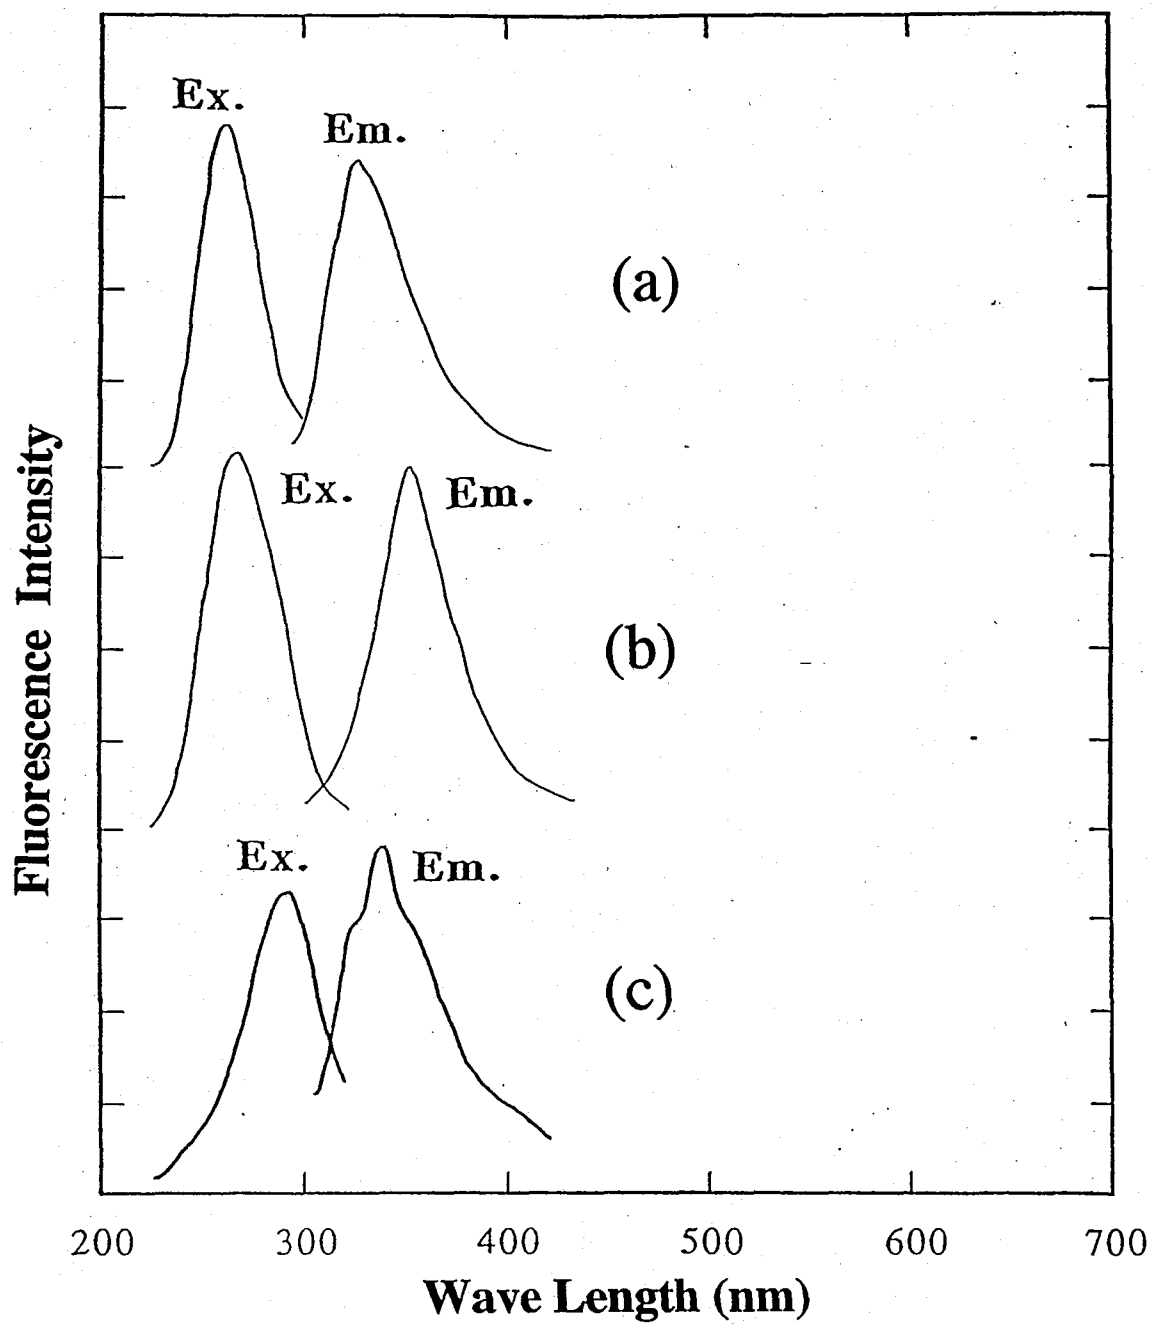 Ex.
Em.
(a)
Ex.
Em.
(b)
Ex.
Em.
(c)
Fluorescence Intensity
200 300 400 500 600 700
Wave Length (nm)